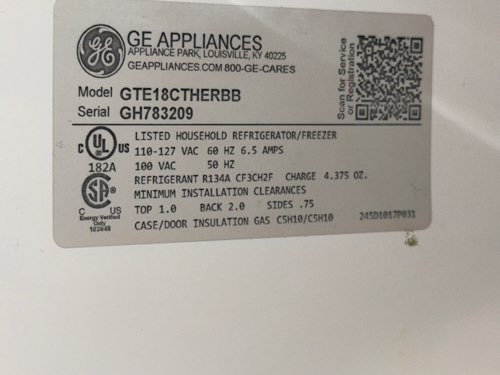 GE APPLIANCES
APPLIANCE PARK, LOUISVILLE, KY 40225
GEAPPLIANCES.COM 800-GE-CARES
Scan for Service
or Registration
Model GTE18CTHERBB
Serial GH783209
C UL US
182A
LISTED HOUSEHOLD REFRIGERATOR/FREEZER
110-127 VAC 60 HZ 6.5 AMPS
100 VAC 50 HZ
REFRIGERANT R134A CF3CH2F CHARGE 4.375 OZ.
MINIMUM INSTALLATION CLEARANCES
TOP 1.0 BACK 2.0 SIDES .75
CASE/DOOR INSULATION GAS C5H10/C5H10
C US
Energy Verified
Only
245D1017P031